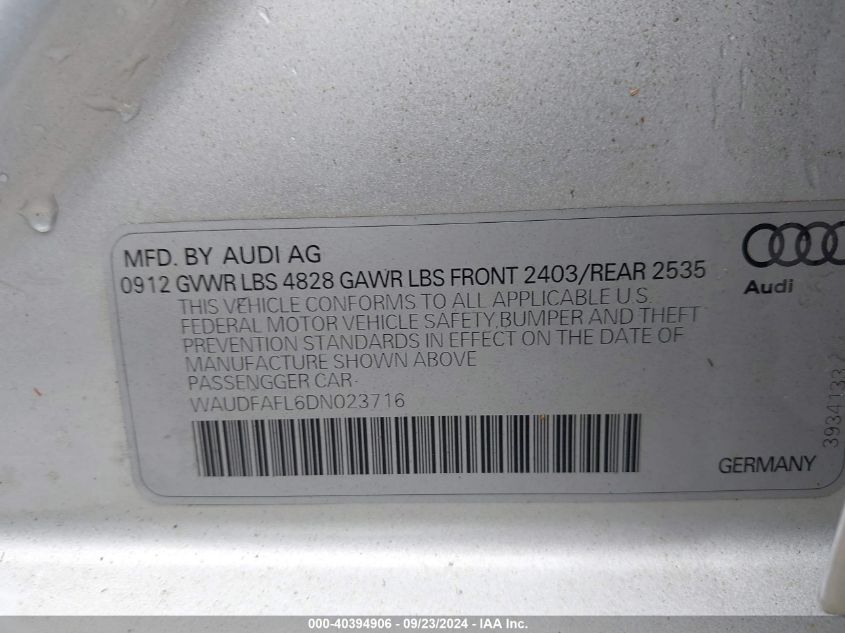 MFD. BY AUDI AG
0912 GVWR LBS 4828 GAWR LBS FRONT 2403/REAR 2535
THIS VEHICLE CONFORMS TO ALL APPLICABLE U.S.
FEDERAL MOTOR VEHICLE SAFETY,BUMPER AND THEFT
PREVENTION STANDARDS IN EFFECT ON THE DATE OF
MANUFACTURE SHOWN ABOVE
PASSENGGER CAR-
WAUDFAFL6DN023716
Audi
GERMANY
000-40394906 - 09/23/2024 - IAA Inc.